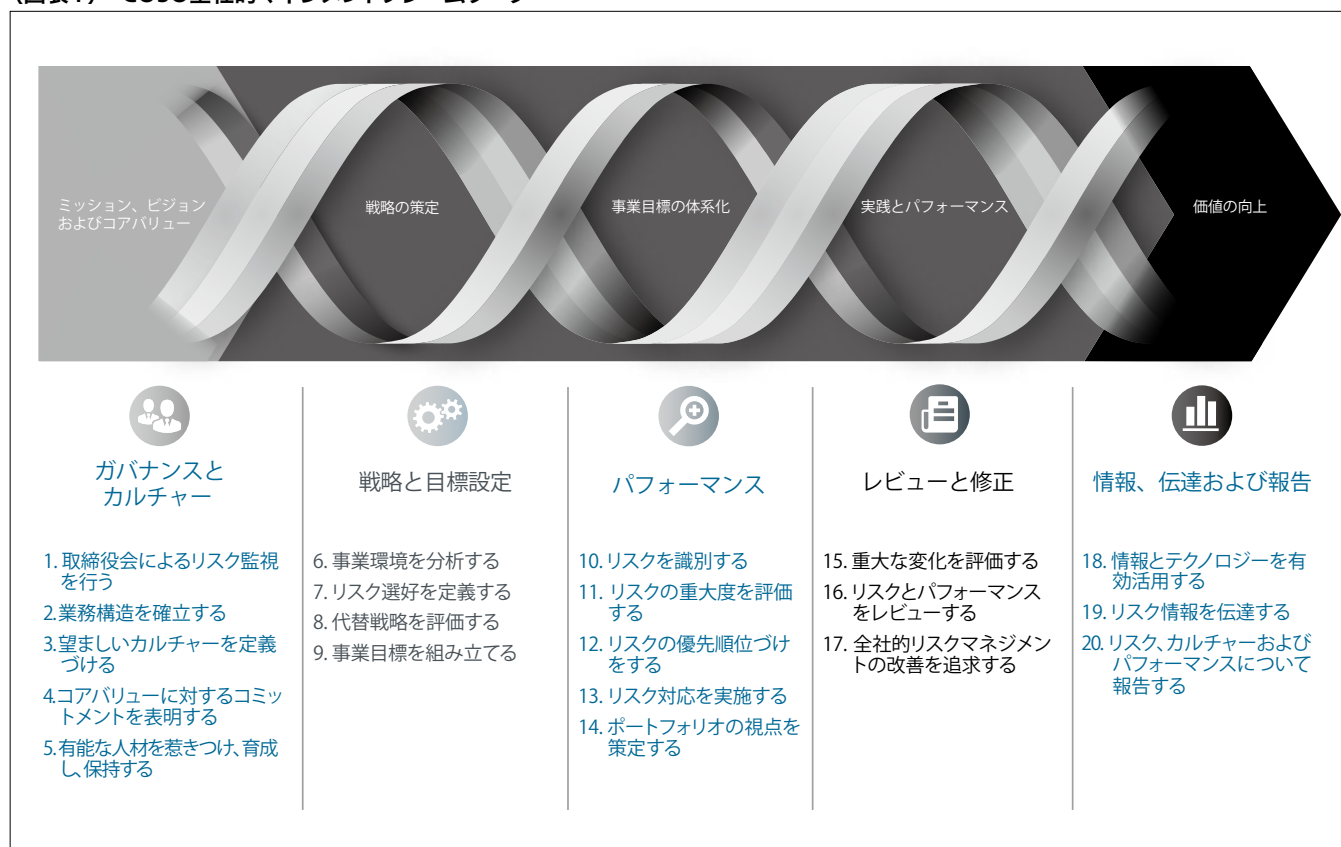 ミッション、ビジョン
およびコアバリュー
戦略の策定
事業目標の体系化
実践とパフォーマンス
価値の向上
ガバナンスと
カルチャー
1. 取締役会によるリスク監視
を行う
2.業務構造を確立する
3.望ましいカルチャーを定義
づける
4.コアバリューに対するコミッ
トメントを表明する
5.有能な人材を惹きつけ、育成
し、保持する
戦略と目標設定
6. 事業環境を分析する
7. リスク選好を定義する
8. 代替戦略を評価する
9. 事業目標を組み立てる
パフォーマンス
10. リスクを識別する
11. リスクの重大度を評価
する
12. リスクの優先順位づけ
をする
13. リスク対応を実施する
14. ポートフォリオの視点を
策定する
レビューと修正
15. 重大な変化を評価する
16. リスクとパフォーマンス
をレビューする
17. 全社的リスクマネジメン
トの改善を追求する
情報、伝達および報告
18. 情報とテクノロジーを有
効活用する
19. リスク情報を伝達する
20. リスク、カルチャーおよび
パフォーマンスについて
報告する